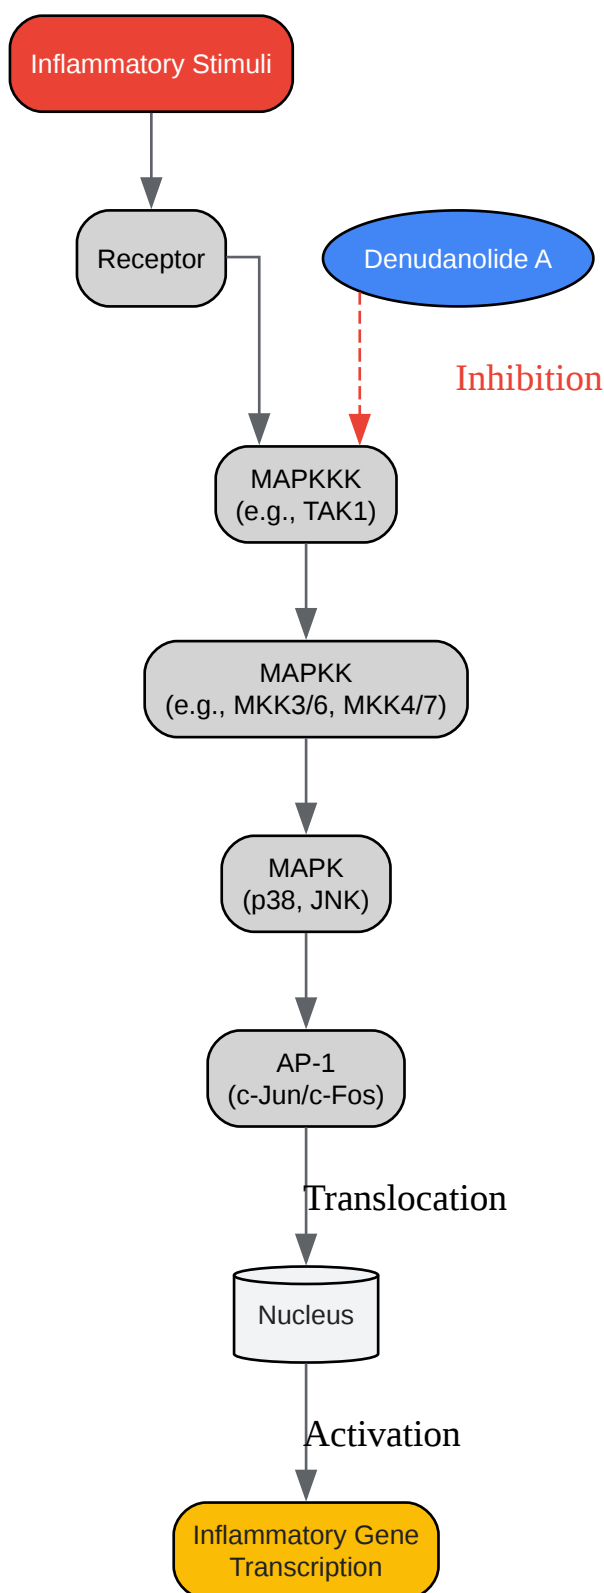 Inflammatory Stimuli
Receptor
Denudanolide A
Inhibition
MAPKKK
(e.g., TAK1)
MAPKK
(e.g., MKK3/6, MKK4/7)
MAPK
(p38, JNK)
AP-1
(c-Jun/c-Fos)
Translocation
Nucleus
Activation
Inflammatory Gene
Transcription